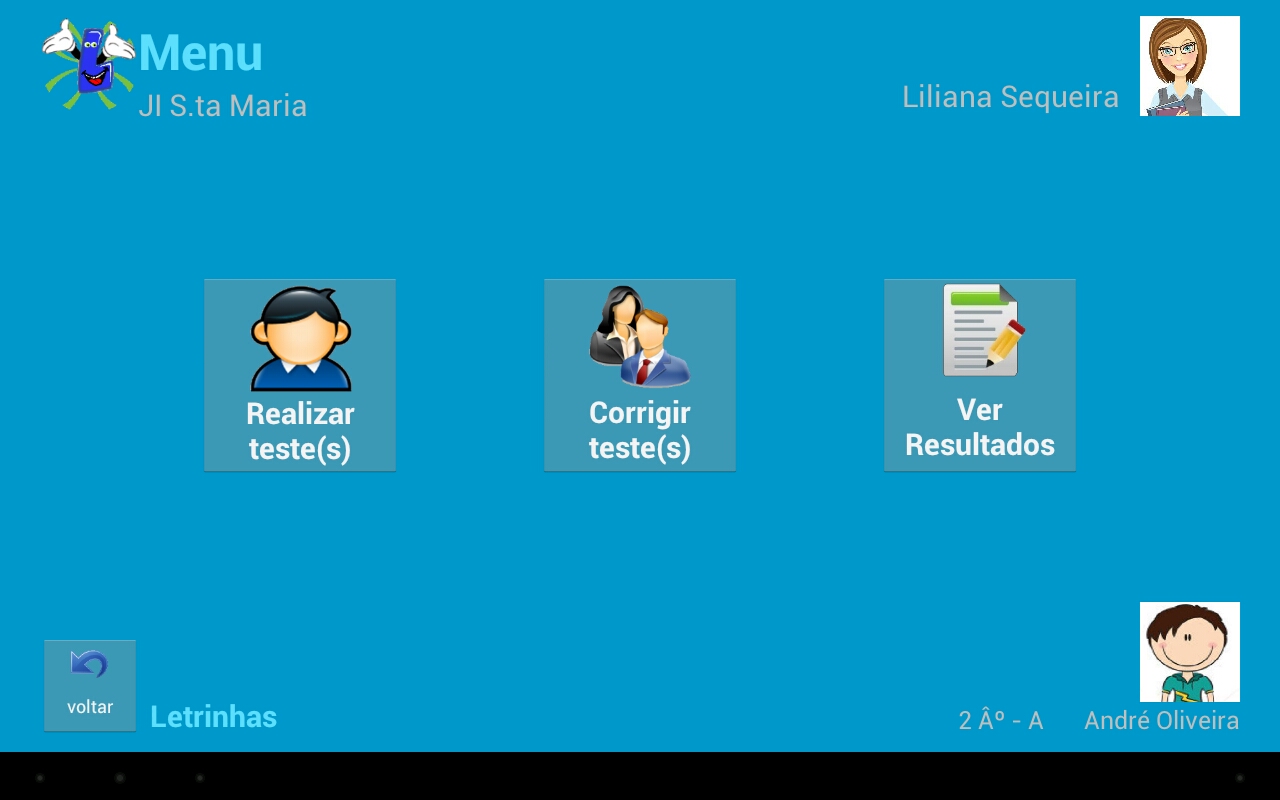 Menu
JI S.ta Maria
Liliana Sequeira
Realizar
teste(s)
Corrigir
teste(s)
Ver
Resultados
voltar
Letrinhas
2 Âº - A
André Oliveira